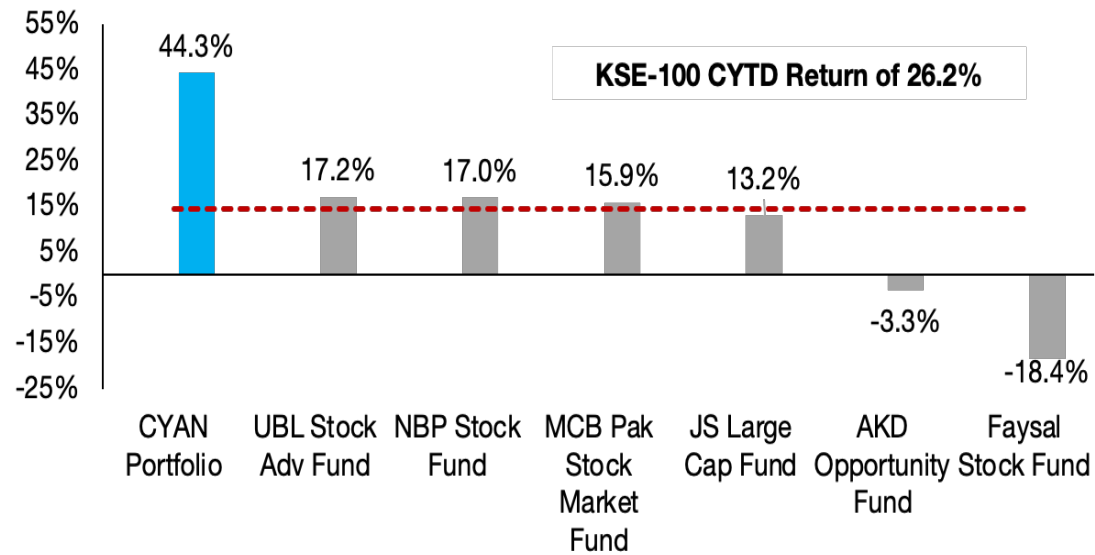 55%
45%
35%
25%
15%
5%
-5%
-15%
-25%
KSE-100 CYTD Return of 26.2%
44.3%
17.2%
17.0%
15.9%
13.2%
-3.3%
-18.4%
CYAN
Portfolio
UBL Stock
Adv Fund
NBP Stock
Fund
MCB Pak
Stock
Market
Fund
JS Large
Cap Fund
AKD
Opportunity
Fund
Faysal
Stock Fund